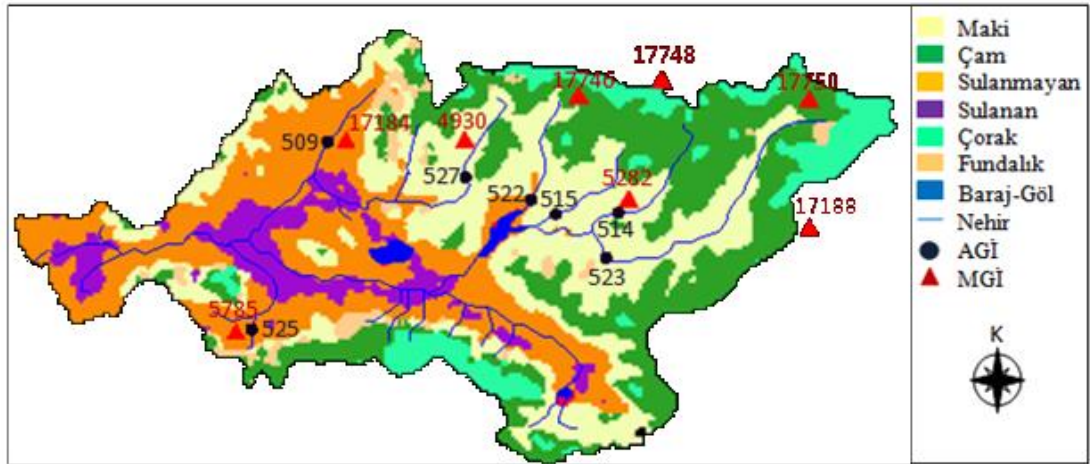 17748
17746
17750
17184
4930
509
527
522
515
5282
514
17188
523
5785
525
Maki
Çam
Sulanmayan
Sulanan
Çorak
Fundalık
Baraj-Göl
Nehir
AGİ
MGİ
K